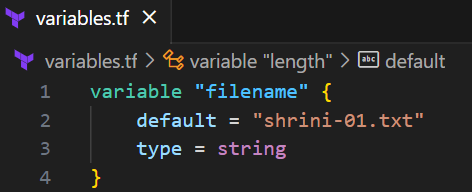 variables.tf
variables.tf > variable "length" > abc default
1 variable "filename" {
2     default = "shrini-01.txt"
3     type = string
4 }